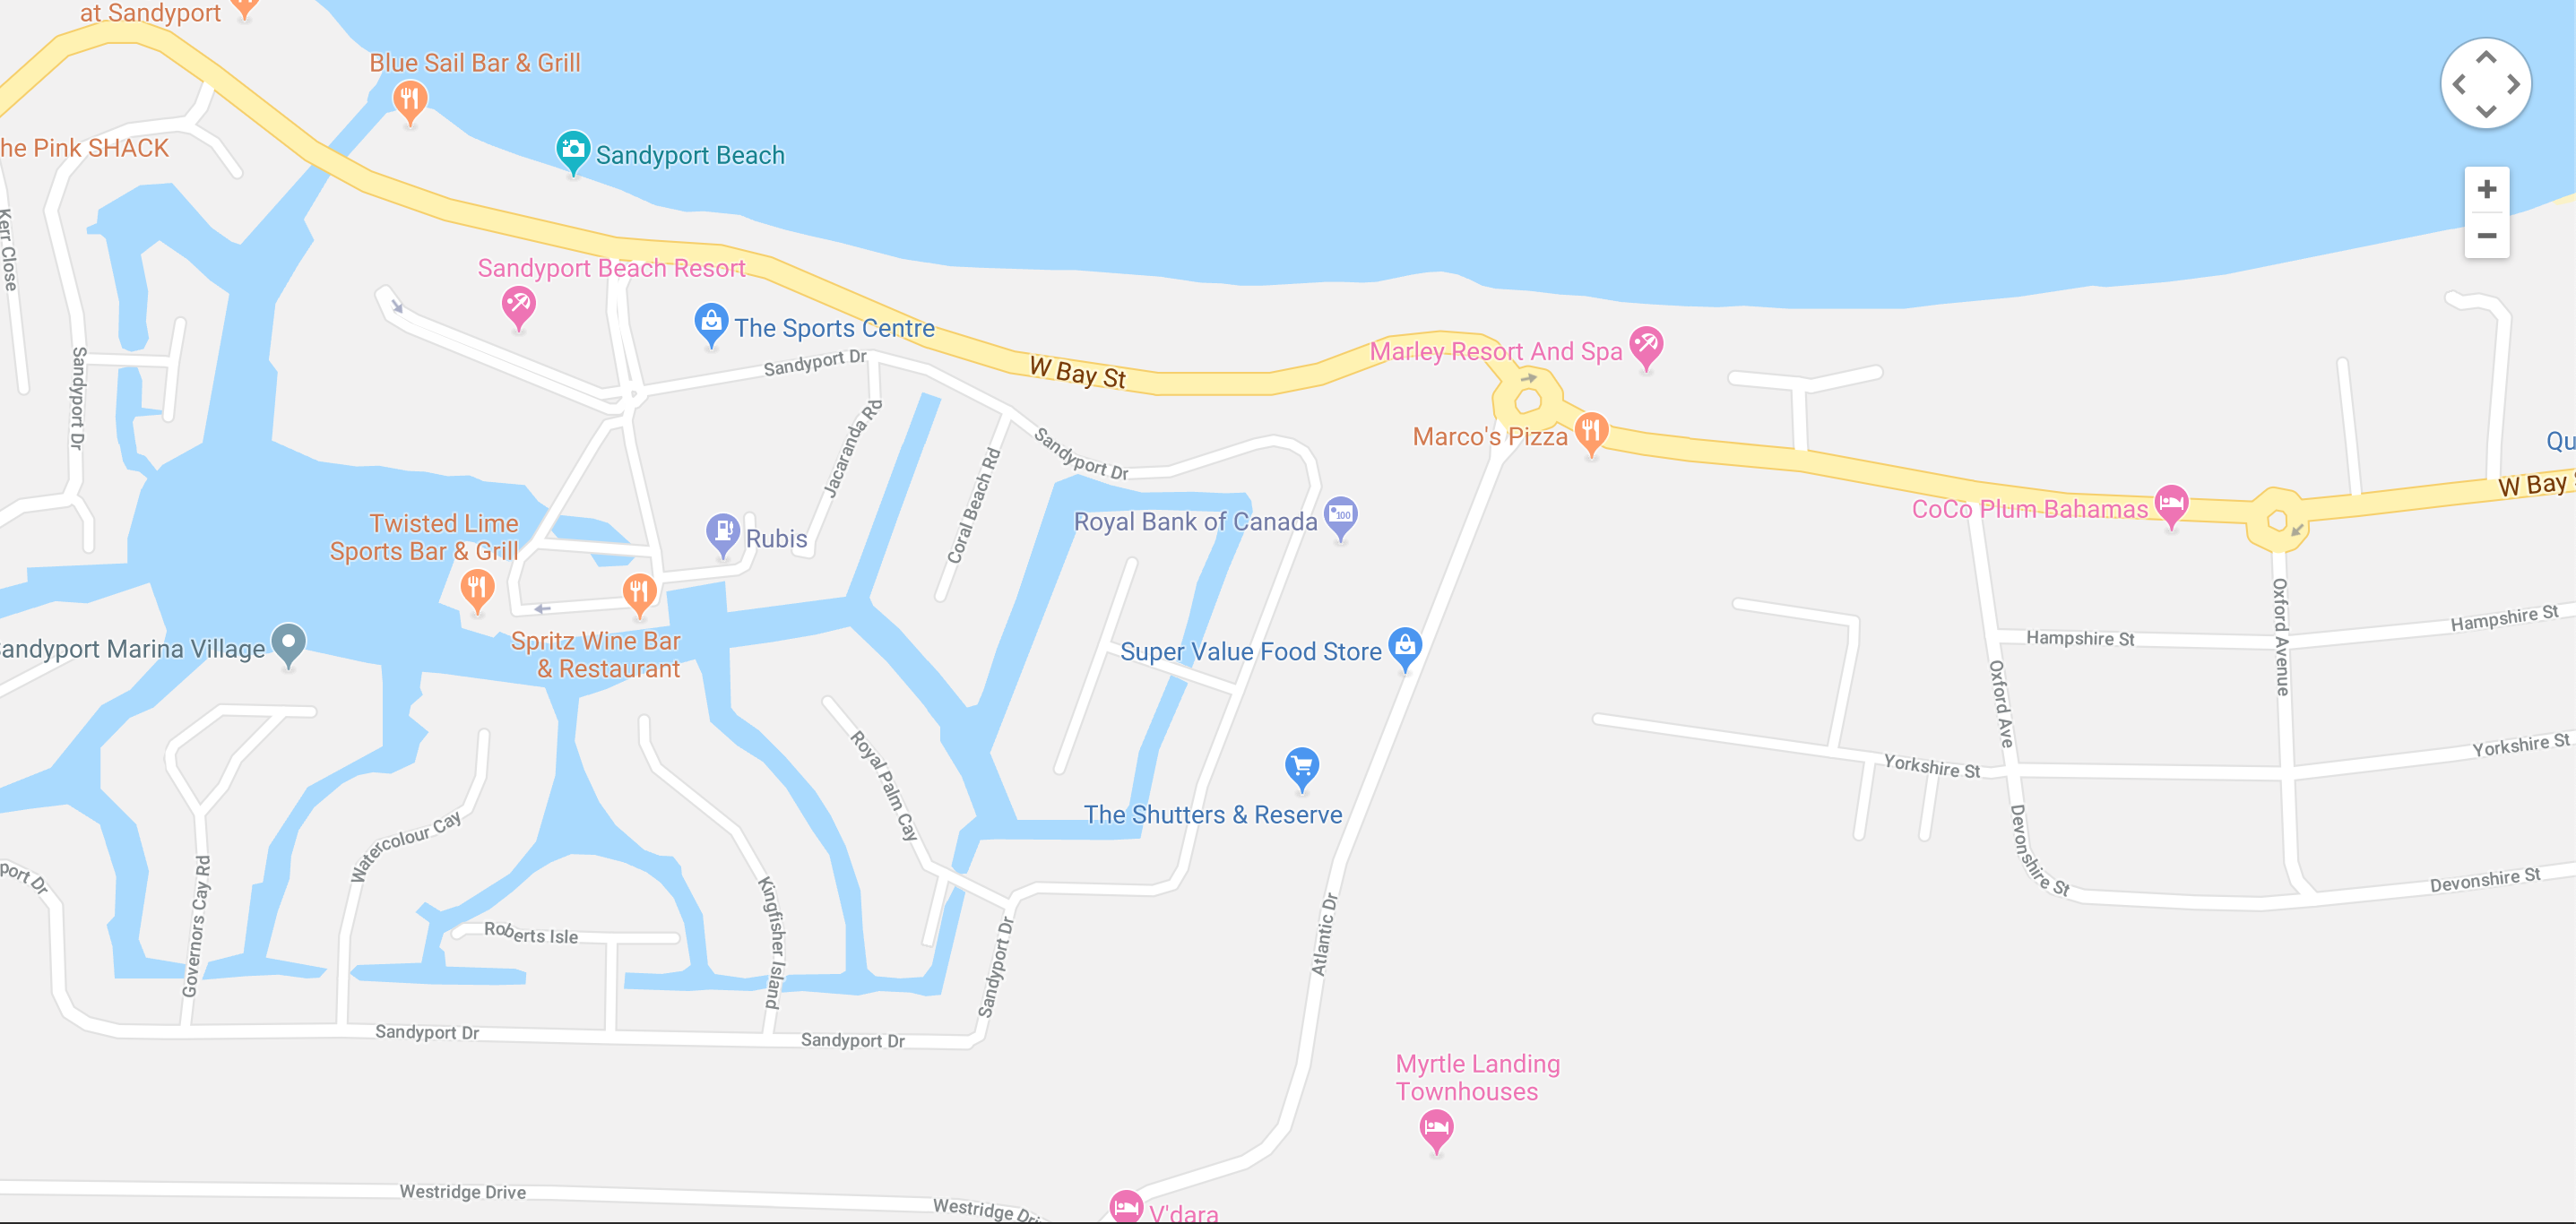 at Sandyport
Blue Sail Bar & Grill
he Pink SHACK
Sandyport Beach
Kerr Close
Sandyport Beach Resort
The Sports Centre
Sandyport Dr
Sandyport Dr
W Bay St
Marley Resort And Spa
Jacaranda Rd
Coral Beach Rd
Sandyport Dr
Marco's Pizza
Qu
W Bay S
CoCo Plum Bahamas
Twisted Lime
Sports Bar & Grill
Rubis
Royal Bank of Canada
100
Oxford Avenue
Hampshire St
Hampshire St
andyport Marina Village
Spritz Wine Bar
& Restaurant
Super Value Food Store
Oxford Ave
Yorkshire St
Yorkshire St
Royal Palm Cay
The Shutters & Reserve
Watercolour Cay
Devonshire St
Devonshire St
port Dr
Governors Cay Rd
Roberts Isle
Kingfisher Island
Sandyport Dr
Atlantic Dr
Sandyport Dr
Sandyport Dr
Myrtle Landing
Townhouses
Westridge Drive
Westridge Dri
V'dara